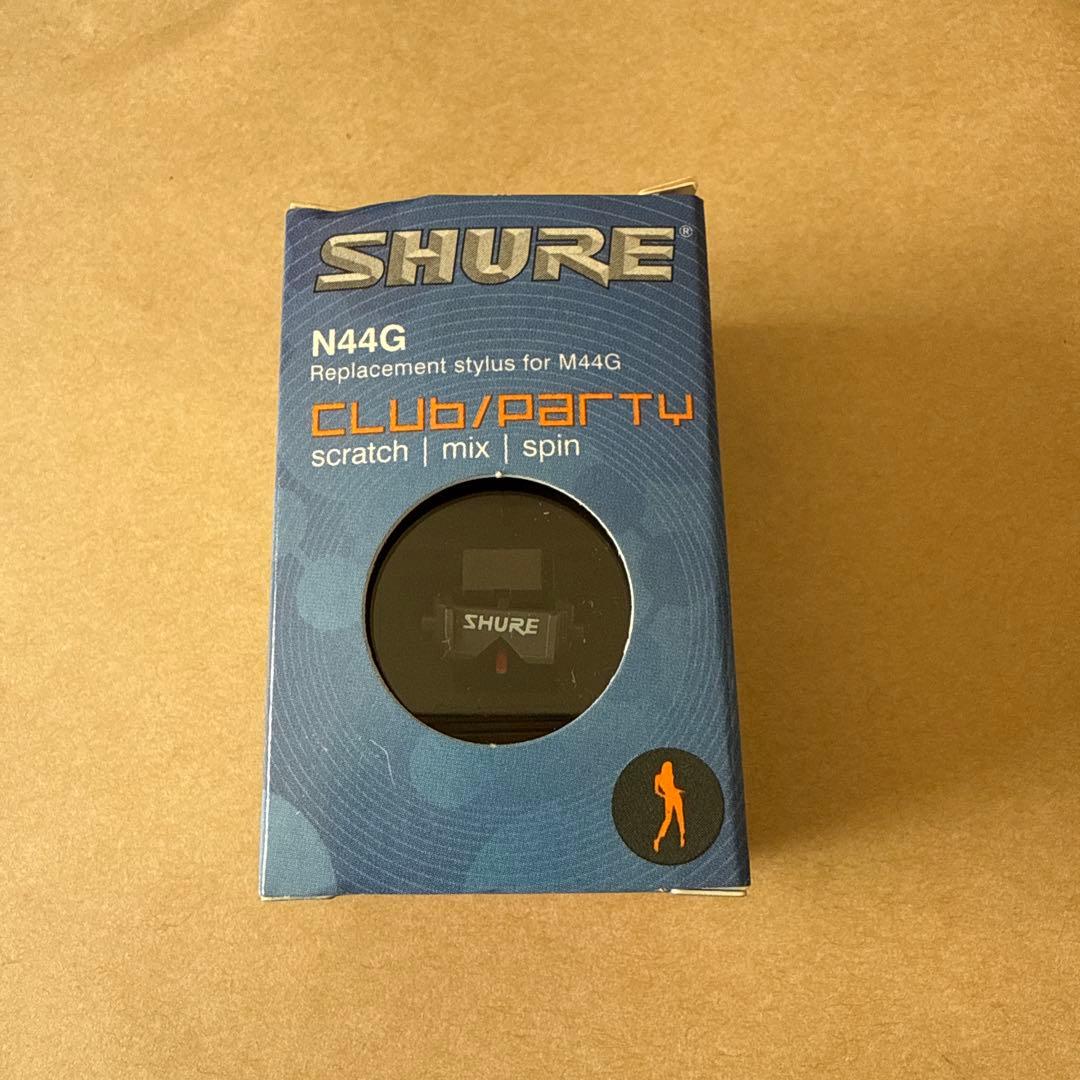 SHURE®
N44G
Replacement stylus for M44G
CLUb/ParTY
scratch | mix | spin
SHURE